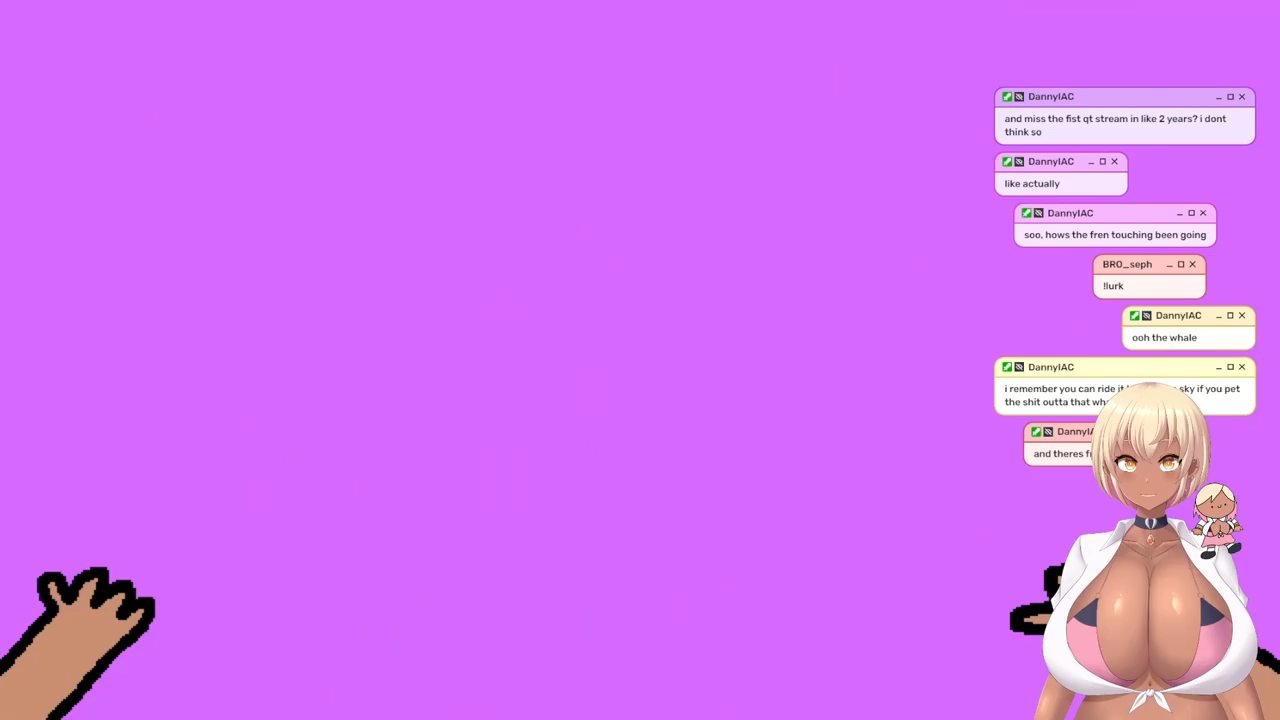 DannyIAC
and miss the fist qt stream in like 2 years? i dont
think so
DannyIAC
like actually
DannyIAC
soo, hows the fren touching been going
BRO_seph
!lurk
DannyIAC
ooh the whale
DannyIAC
i remember you can ride it sky if you pet
the shit outta that
DannyIAC
and theres